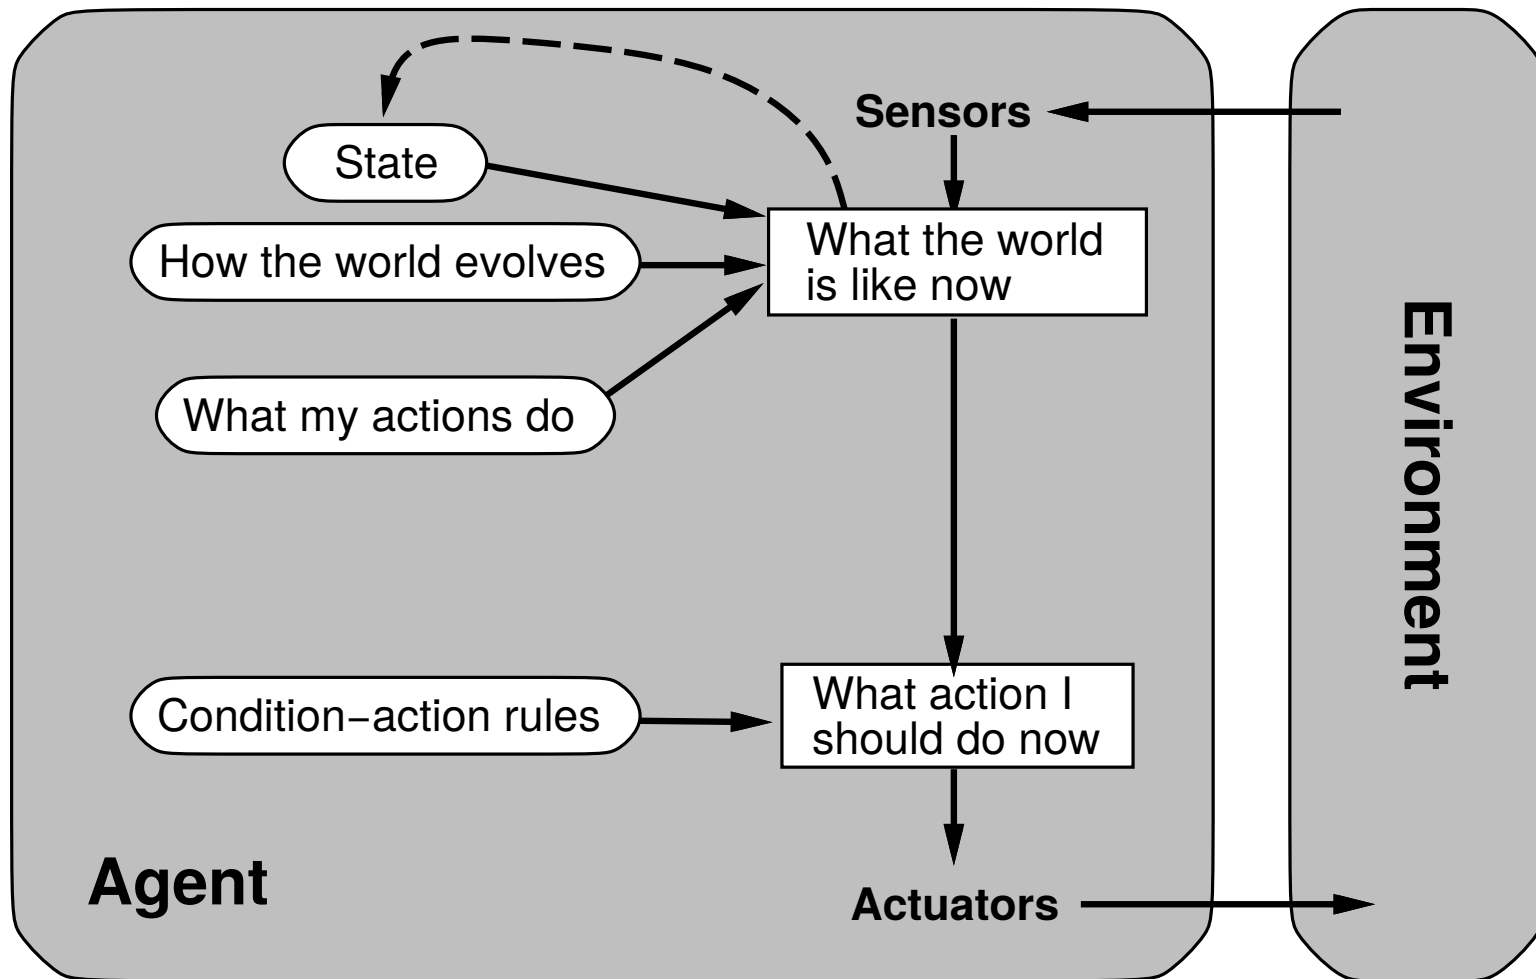 Sensors
State
What the world
is like now
How the world evolves
What my actions do
Environment
Condition−action rules
What action I
should do now
Agent
Actuators